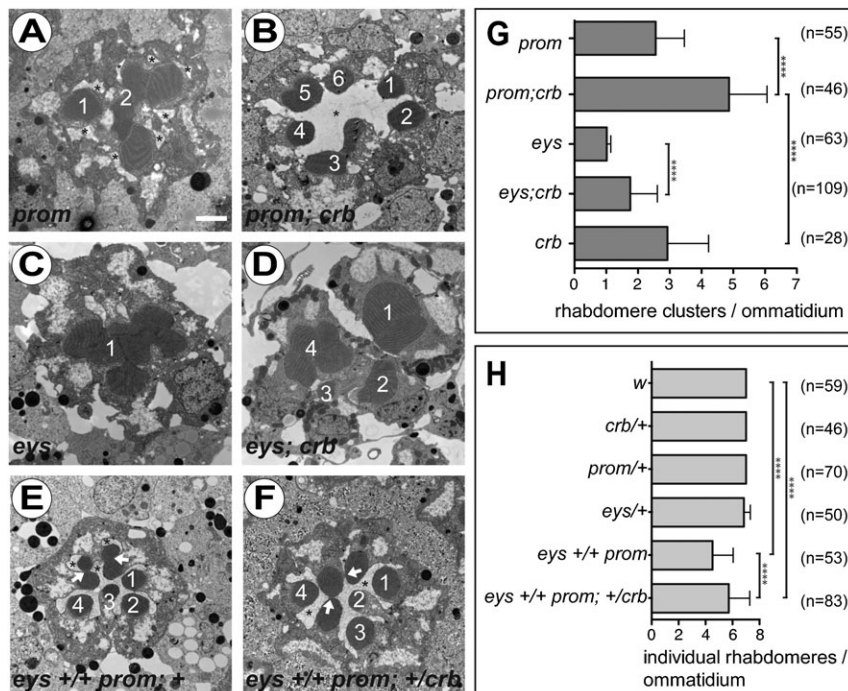 A
1
2
*
*
*
*
*
*
prom
B
6
5
1
*
4
2
3
prom; crb
C
1
eys
D
1
4
2
3
eys; crb
E
*
1
*
4
3
2
eys +/+ prom; +
F
*
4
1
2
*
3
eys +/+ prom; +/crb
G
prom (n=55)
****
prom;crb (n=46)
eys (n=63)
****
****
eys;crb (n=109)
crb (n=28)
0 1 2 3 4 5 6 7
rhabdomere clusters / ommatidium
H
w (n=59)
crb/+ (n=46)
prom/+ (n=70)
****
****
eys/+ (n=50)
eys +/+ prom (n=53)
****
eys +/+ prom; +/crb (n=83)
0 2 4 6 8
individual rhabdomeres /
ommatidium